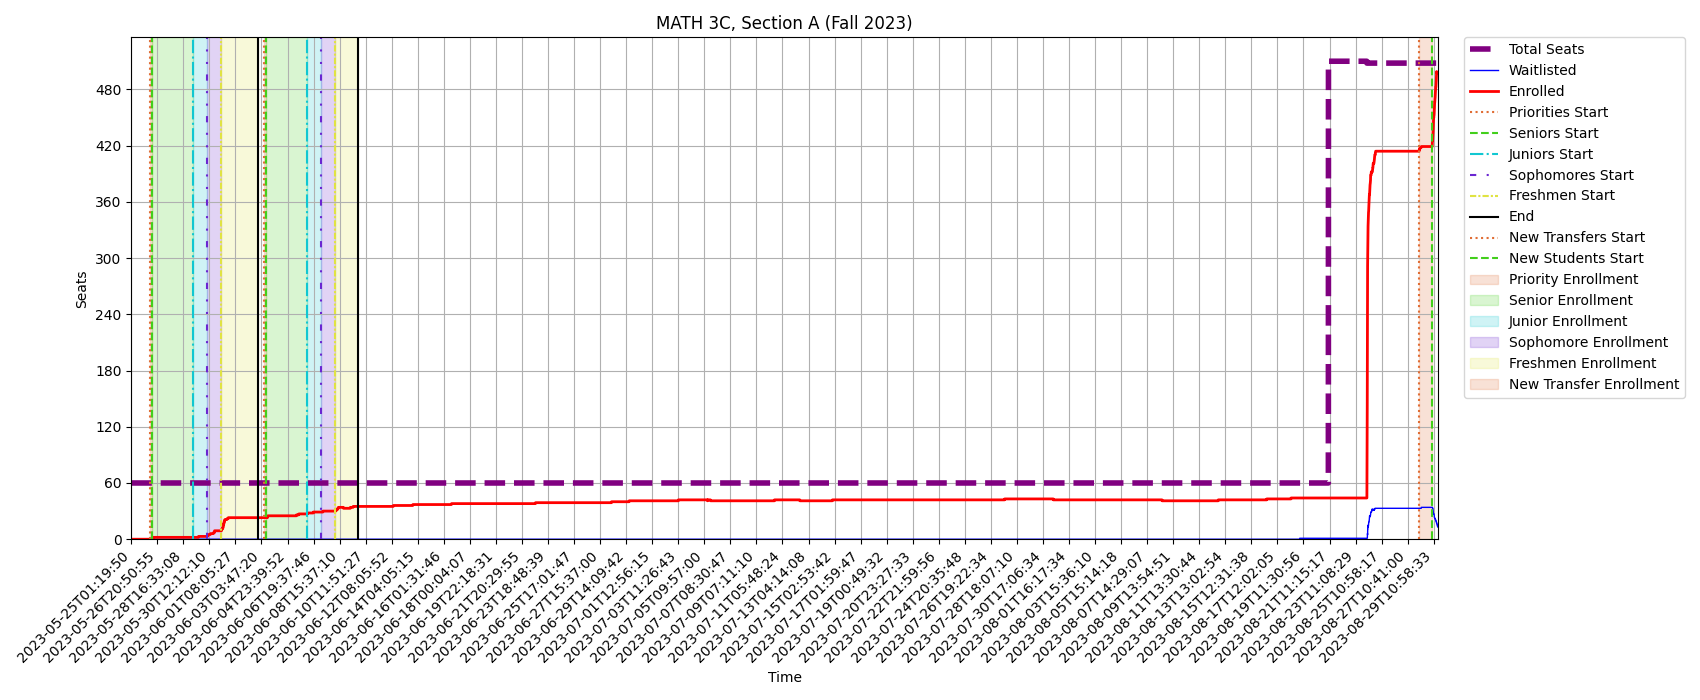 MATH 3C, Section A (Fall 2023)
Seats
480
420
360
300
240
180
120
60
0
2023-05-25T01:19:50
2023-05-26T20:50:55
2023-05-28T16:33:08
2023-05-30T12:12:10
2023-06-01T08:05:27
2023-06-03T03:47:20
2023-06-04T23:39:52
2023-06-06T19:37:46
2023-06-08T15:37:10
2023-06-10T11:51:27
2023-06-12T08:05:52
2023-06-14T04:05:15
2023-06-16T01:31:46
2023-06-18T00:04:07
2023-06-19T22:18:31
2023-06-21T20:29:55
2023-06-23T18:48:39
2023-06-25T17:01:47
2023-06-27T15:37:00
2023-06-29T14:09:42
2023-07-01T12:56:15
2023-07-03T11:26:43
2023-07-05T09:57:00
2023-07-07T08:30:47
2023-07-09T07:11:10
2023-07-11T05:48:24
2023-07-13T04:14:08
2023-07-15T02:53:42
2023-07-17T01:59:47
2023-07-19T00:49:32
2023-07-20T23:27:33
2023-07-22T21:59:56
2023-07-24T20:35:48
2023-07-26T19:22:34
2023-07-28T18:07:10
2023-07-30T17:06:34
2023-08-01T16:17:34
2023-08-03T15:36:10
2023-08-05T15:14:18
2023-08-07T14:29:07
2023-08-09T13:54:51
2023-08-11T13:30:44
2023-08-13T13:02:54
2023-08-15T12:31:38
2023-08-17T12:02:05
2023-08-19T11:30:56
2023-08-21T11:15:17
2023-08-23T11:08:29
2023-08-25T10:58:17
2023-08-27T10:41:00
2023-08-29T10:58:33
Time
Total Seats
Waitlisted
Enrolled
Priorities Start
Seniors Start
Juniors Start
Sophomores Start
Freshmen Start
End
New Transfers Start
New Students Start
Priority Enrollment
Senior Enrollment
Junior Enrollment
Sophomore Enrollment
Freshmen Enrollment
New Transfer Enrollment